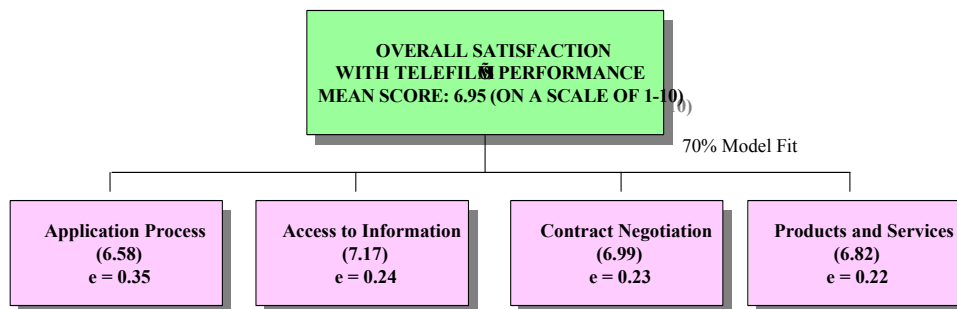 OVERALL SATISFACTION
WITH PERFORMANCE
MEAN SCORE: 6.95 (ON A SCALE OF 1-10)
70% Model Fit
Application Process
(6.58)
e = 0.35
Access to Information
(7.17)
e = 0.24
Contract Negotiation
(6.99)
e = 0.23
Products and Services
(6.82)
e = 0.22